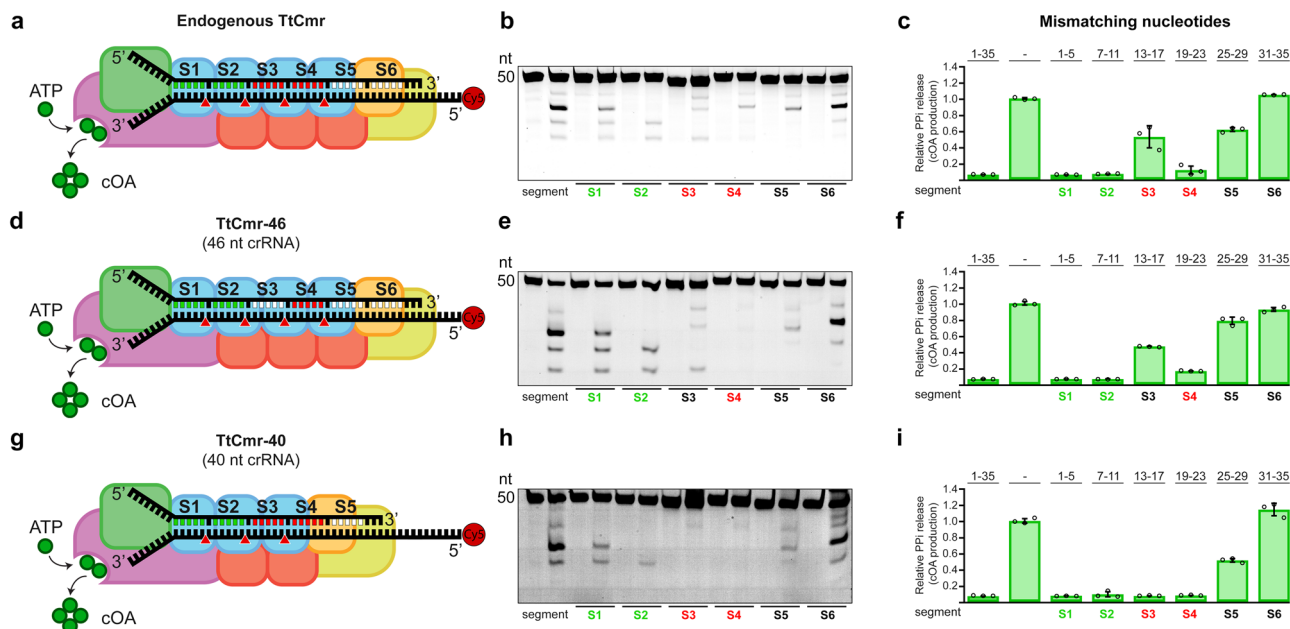 a
Endogenous TtCmr
5'
S1 S2 S3 S4 S5 S6
3'
ATP
3'
5'
Cy5
cOA
b
nt
50
segment S1 S2 S3 S4 S5 S6
c
Mismatching nucleotides
1-35 - 1-5 7-11 13-17 19-23 25-29 31-35
Relative PPi release
(cOA production)
1.4
1.2
1.0
0.8
0.6
0.4
0.2
segment S1 S2 S3 S4 S5 S6
d
TtCmr-46
(46 nt crRNA)
5'
S1 S2 S3 S4 S5 S6
3'
ATP
3'
5'
Cy5
cOA
e
nt
50
segment S1 S2 S3 S4 S5 S6
f
1-35 - 1-5 7-11 13-17 19-23 25-29 31-35
Relative PPi release
(cOA production)
1.4
1.2
1.0
0.8
0.6
0.4
0.2
0
segment S1 S2 S3 S4 S5 S6
g
TtCmr-40
(40 nt crRNA)
5'
S1 S2 S3 S4 S5
3'
ATP
3'
5'
Cy5
cOA
h
nt
50
segment S1 S2 S3 S4 S5 S6
i
1-35 - 1-5 7-11 13-17 19-23 25-29 31-35
Relative PPi release
(cOA production)
1.4
1.2
1.0
0.8
0.6
0.4
0.2
0
segment S1 S2 S3 S4 S5 S6